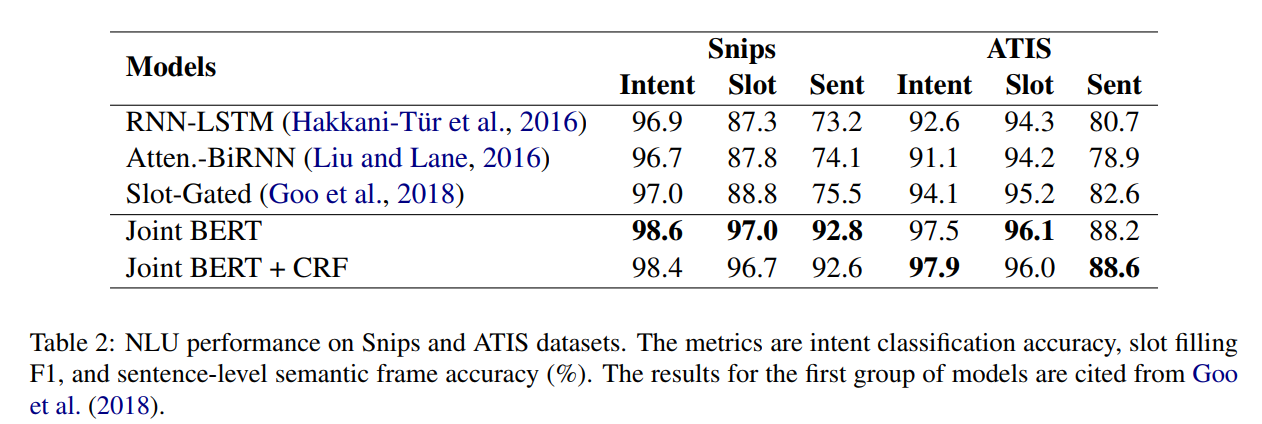 Models Snips ATIS
Intent Slot Sent Intent Slot Sent
RNN-LSTM (Hakkani-Tür et al., 2016) 96.9 87.3 73.2 92.6 94.3 80.7
Atten.-BiRNN (Liu and Lane, 2016) 96.7 87.8 74.1 91.1 94.2 78.9
Slot-Gated (Goo et al., 2018) 97.0 88.8 75.5 94.1 95.2 82.6
Joint BERT 98.6 97.0 92.8 97.5 96.1 88.2
Joint BERT + CRF 98.4 96.7 92.6 97.9 96.0 88.6
Table 2: NLU performance on Snips and ATIS datasets. The metrics are intent classification accuracy, slot filling
F1, and sentence-level semantic frame accuracy (%). The results for the first group of models are cited from Goo
et al. (2018).